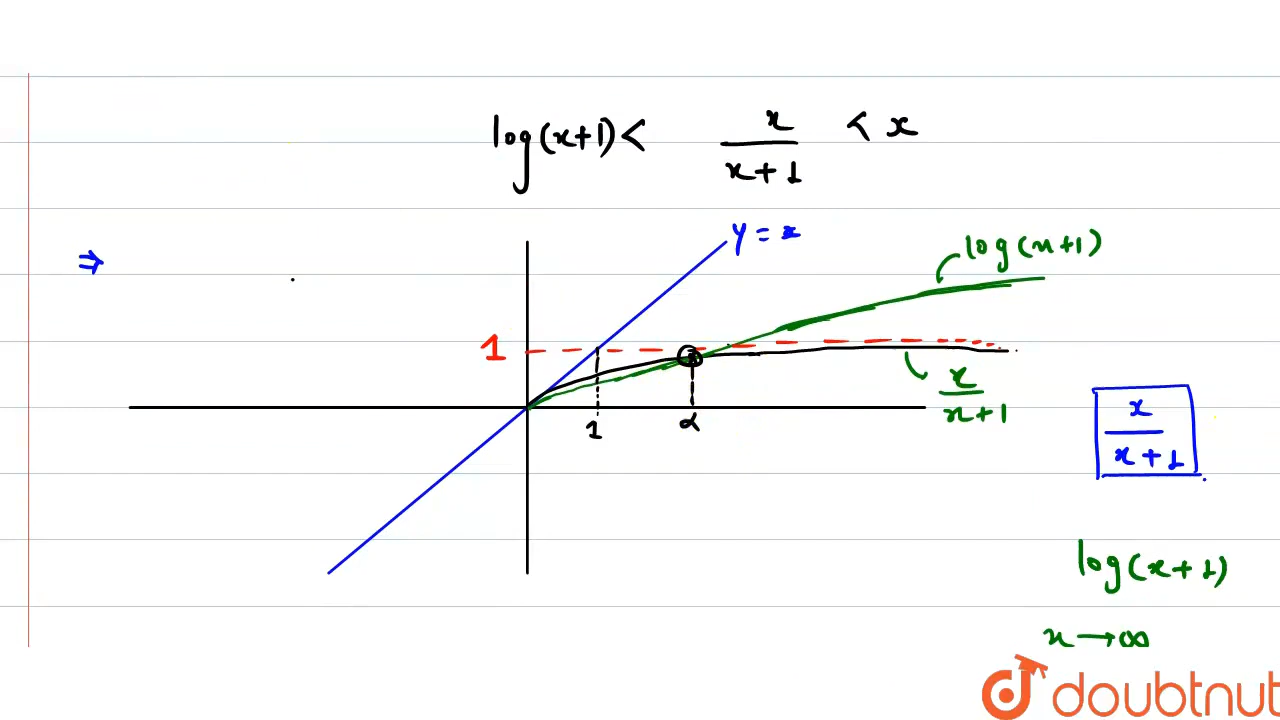 log(x+1) < x/(x+1) < x
y = x
log(x+1)
⇒
1
x/(x+1)
1
α
x/(x+1)
log(x+1)
x→∞
doubtnut